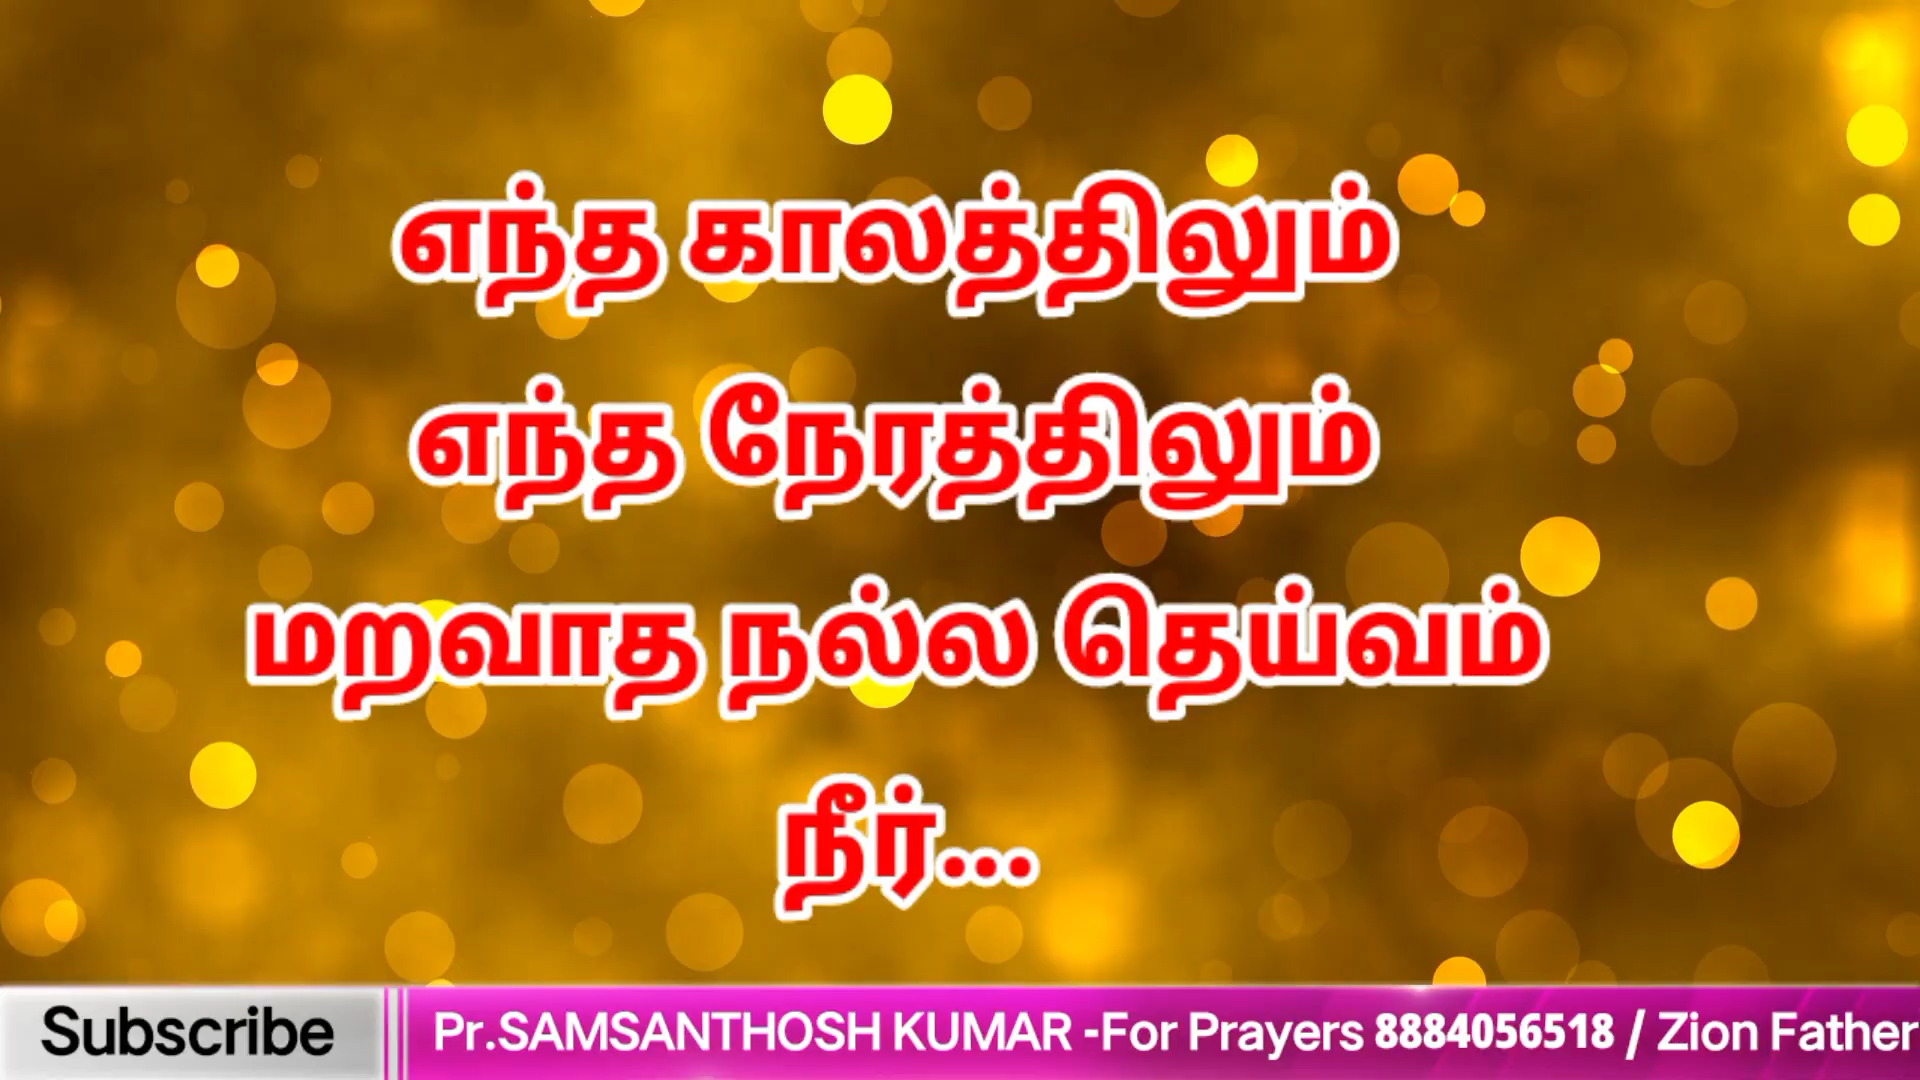 எந்த காலத்திலும்
எந்த நேரத்திலும்
மறவாத நல்ல தெய்வம்
நீர்...
Subscribe Pr.SAMSANTHOSH KUMAR -For Prayers 8884056518 / Zion Father